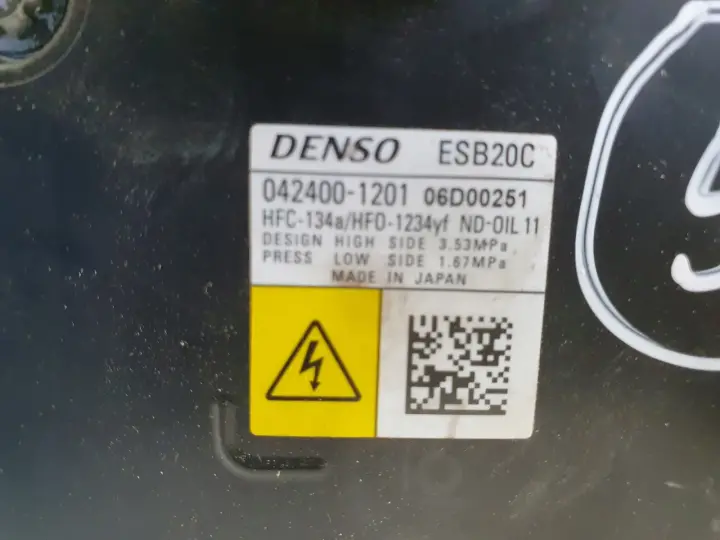 DENSO ESB20C
042400-1201 06D00251
HFC-134a/HFO-1234yf ND-OIL 11
DESIGN HIGH SIDE 3.53MPa
PRESS LOW SIDE 1.67MPa
MADE IN JAPAN
5